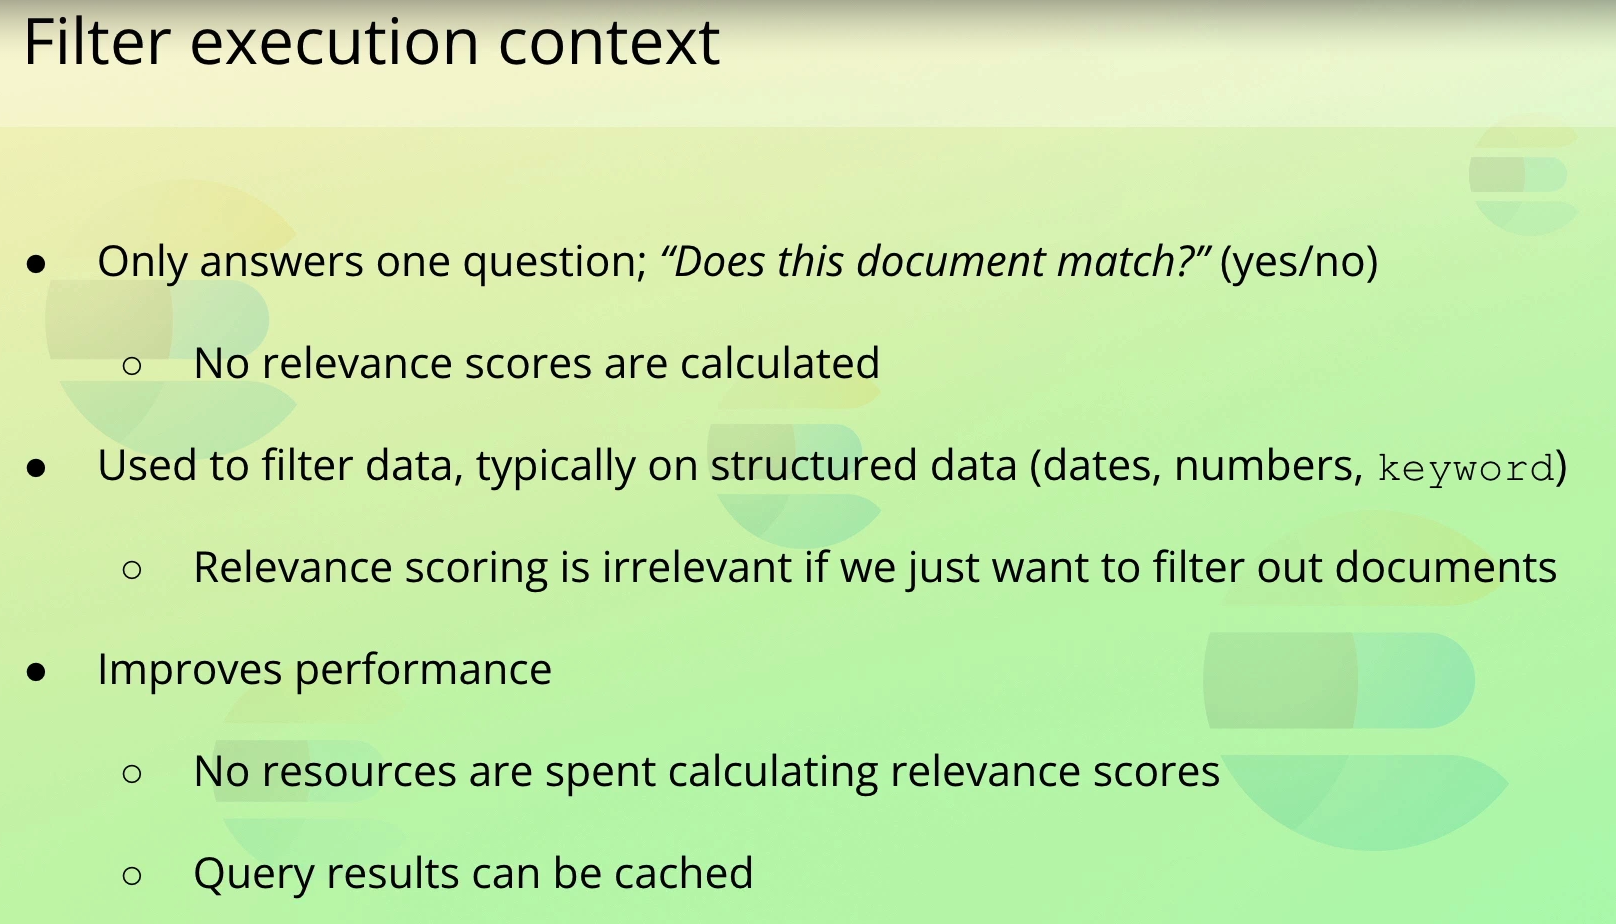 Filter execution context
● Only answers one question; “Does this document match?” (yes/no)
○ No relevance scores are calculated
● Used to filter data, typically on structured data (dates, numbers, keyword)
○ Relevance scoring is irrelevant if we just want to filter out documents
● Improves performance
○ No resources are spent calculating relevance scores
○ Query results can be cached